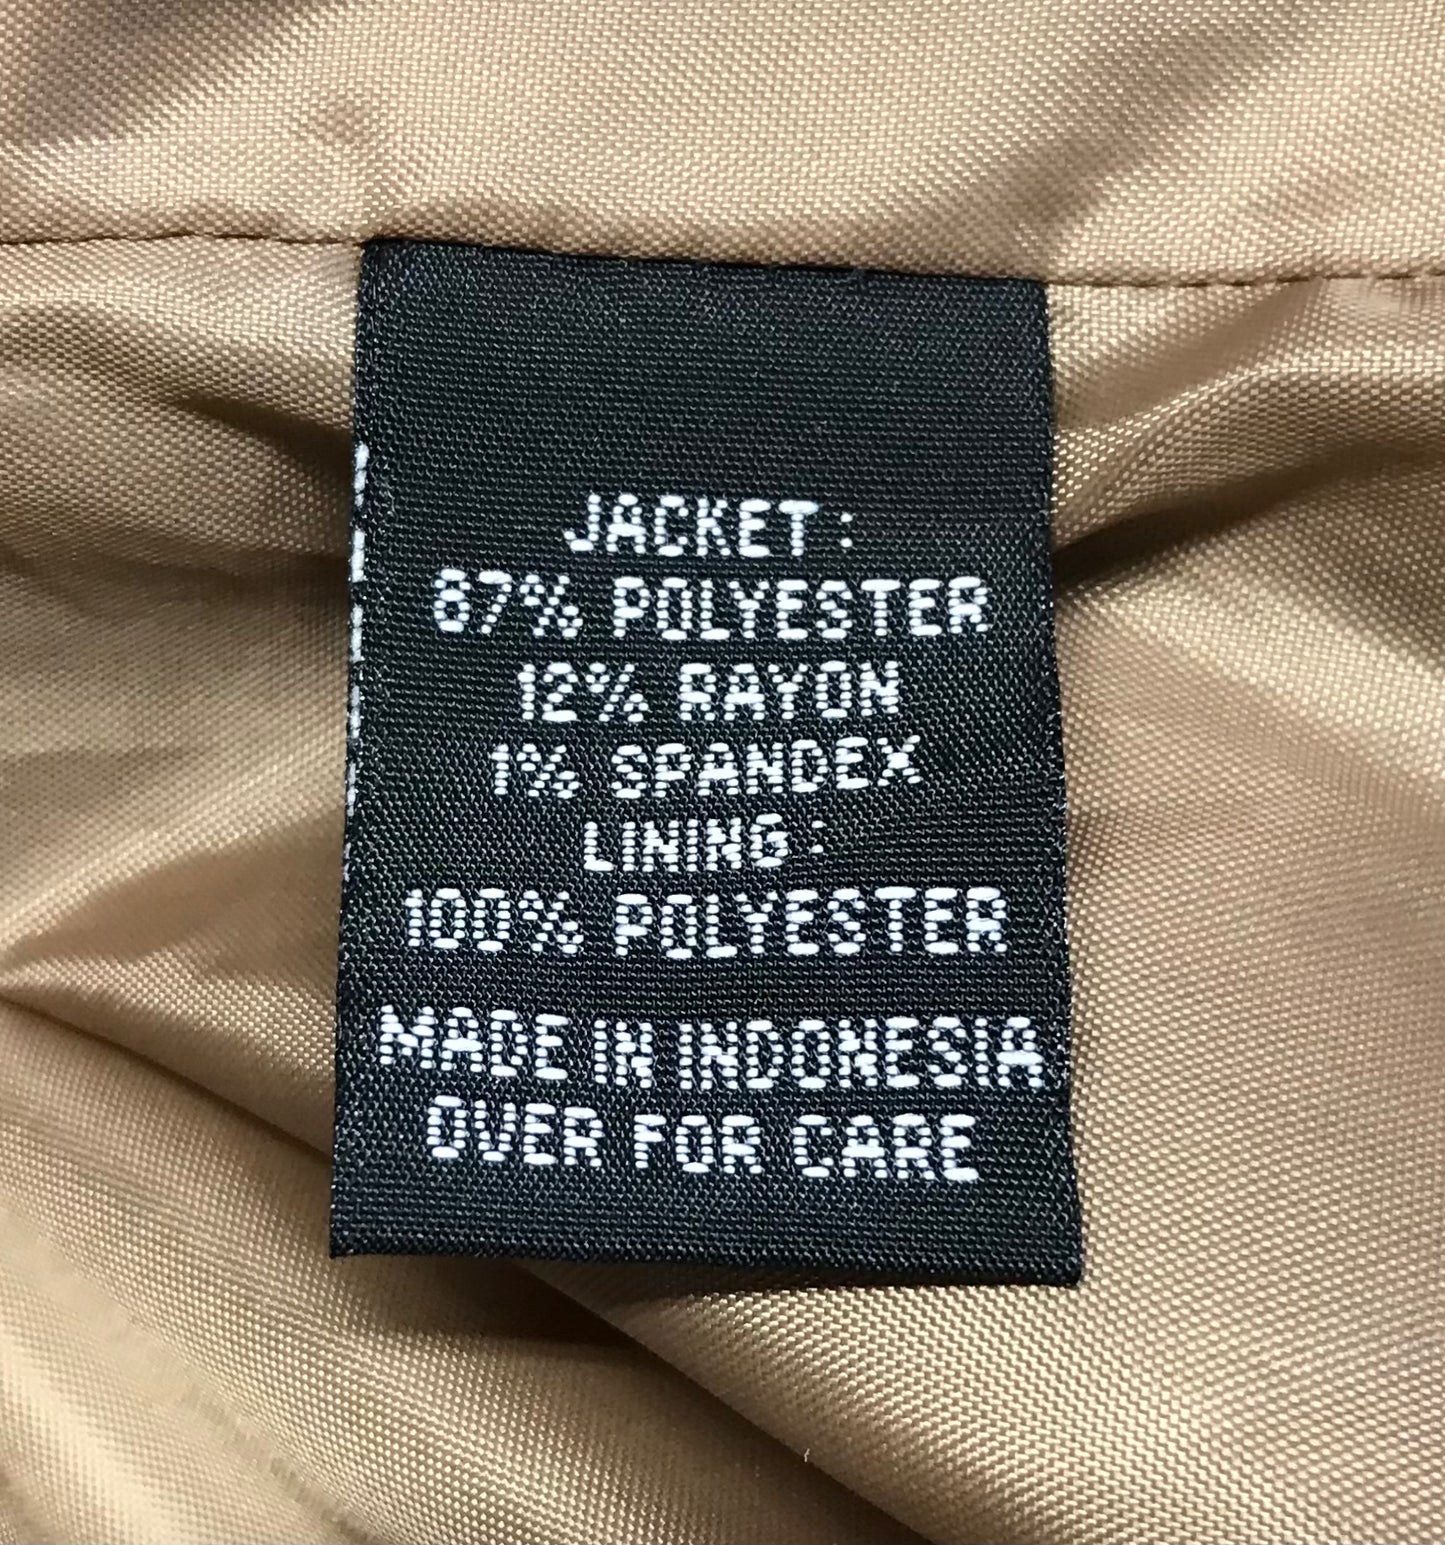 JACKET:
87% POLYESTER
12% RAYON
1% SPANDEX
LINING:
100% POLYESTER
MADE IN INDONESIA
OVER FOR CARE